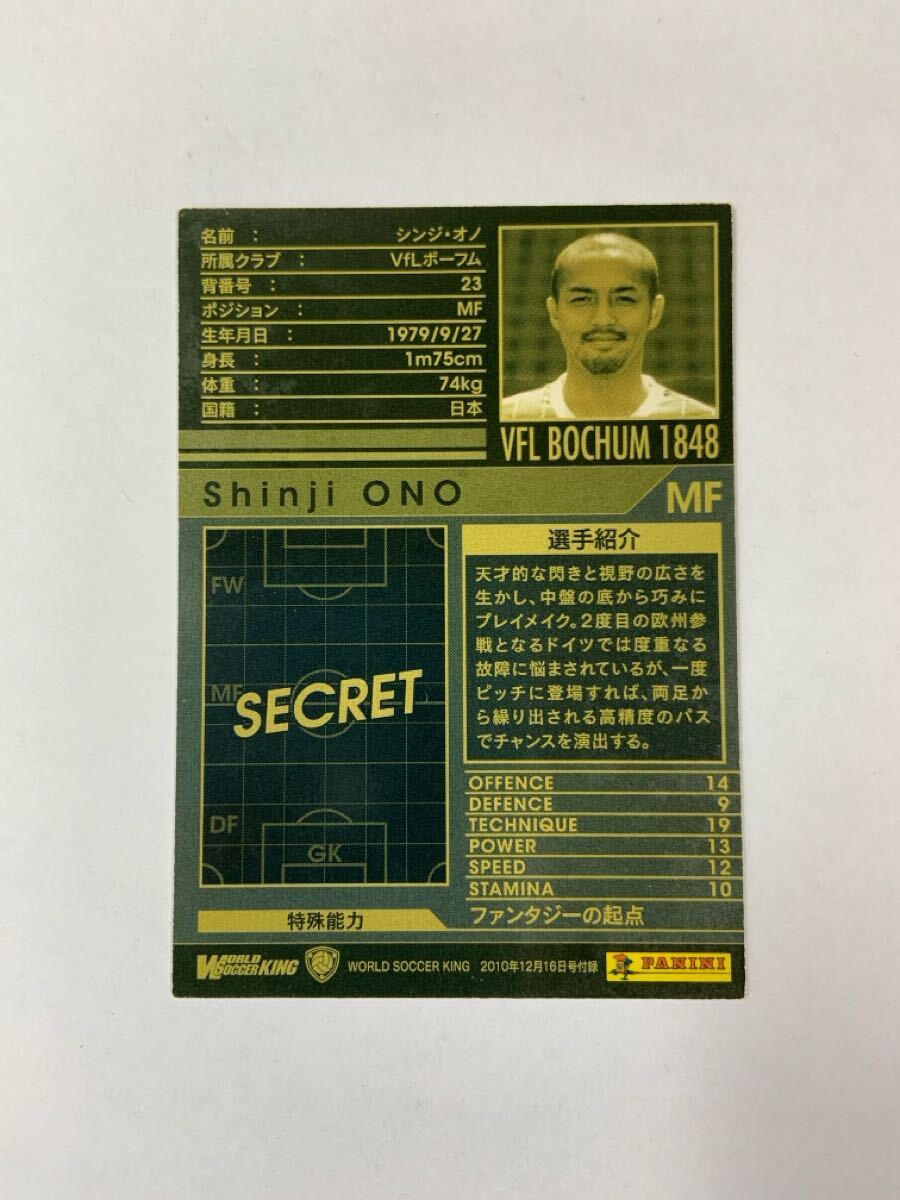 名前 : シンジ・オノ
所属クラブ : VfLボーフム
背番号 : 23
ポジション : MF
生年月日 : 1979/9/27
身長 : 1m75cm
体重 : 74kg
国籍 : 日本
VFL BOCHUM 1848
Shinji ONO
MF
FW
MF
SECRET
DF
GK
選手紹介
天才的な閃きと視野の広さを
生かし、中盤の底から巧みに
プレイメイク。2度目の欧州参
戦となるドイツでは度重なる
故障に悩まされているが、一度
ピッチに登場すれば、両足か
ら繰り出される高精度のパス
でチャンスを演出する。
OFFENCE 14
DEFENCE 9
TECHNIQUE 19
POWER 13
SPEED 12
STAMINA 10
特殊能力 ファンタジーの起点
WORLD SOCCER KING WORLD SOCCER KING 2010年12月16日号付録 PANINI